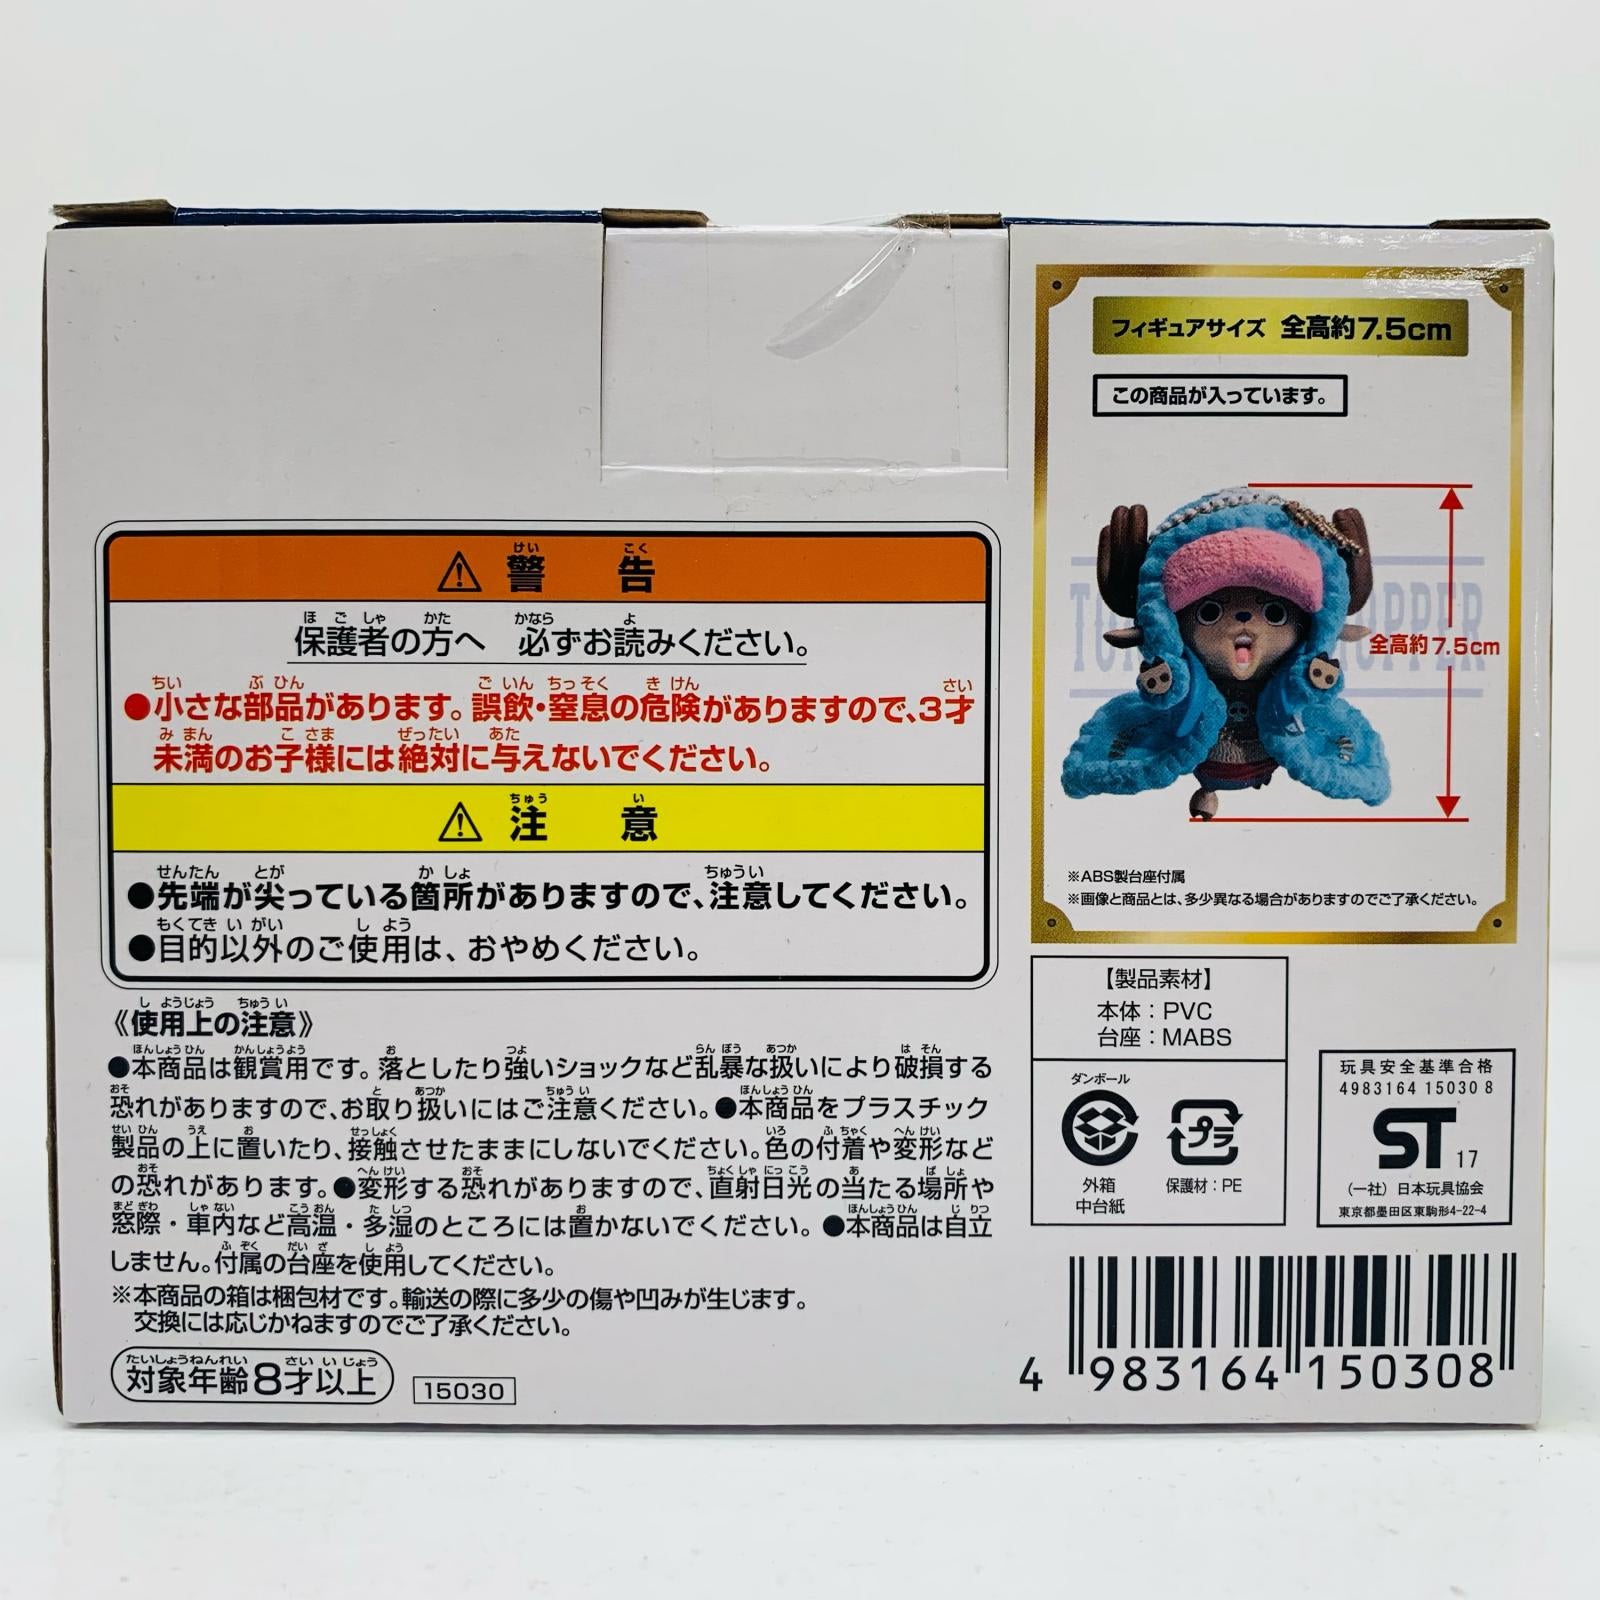 フィギュアサイズ 全高約7.5cm
この商品が入っています。
全高約7.5cm
※ABS製台座付属
※画像と商品とは、多少異なる場合がありますのでご了承ください。
警告
保護者の方へ 必ずお読みください。
●小さな部品があります。誤飲・窒息の危険がありますので、3才
未満のお子様には絶対に与えないでください。
注意
●先端が尖っている箇所がありますので、注意してください。
●目的以外のご使用は、おやめください。
《使用上の注意》
●本商品は観賞用です。落としたり強いショックなど乱暴な扱いにより破損する
恐れがありますので、お取り扱いにはご注意ください。●本商品をプラスチック
製品の上に置いたり、接触させたままにしないでください。色の付着や変形など
の恐れがあります。●変形する恐れがありますので、直射日光の当たる場所や
窓際・車内など高温・多湿のところには置かないでください。●本商品は自立
しません。付属の台座を使用してください。
※本商品の箱は梱包材です。輸送の際に多少の傷や凹みが生じます。
交換には応じかねますのでご了承ください。
対象年齢8才以上
15030
【製品素材】
本体：PVC
台座：MABS
ダンボール
外箱
中台紙
プラ
保護材：PE
玩具安全基準合格
4983164 15030 8
ST 17
（一社）日本玩具協会
東京都墨田区東駒形4-22-4
4 983164 150308